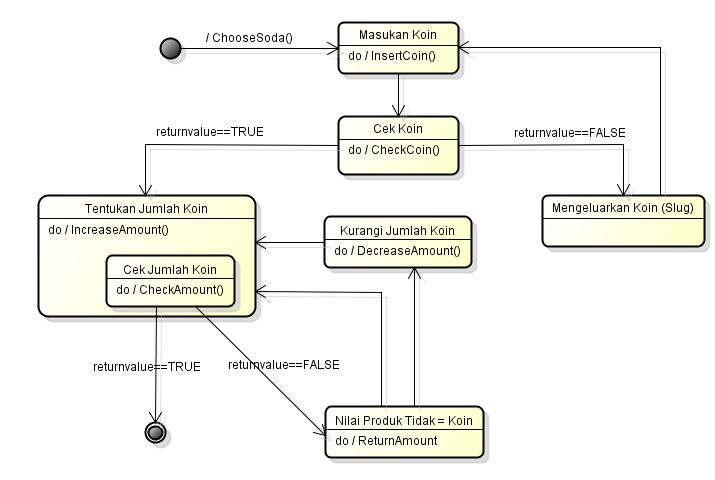 / ChooseSoda()
Masukan Koin
do / InsertCoin()
Cek Koin
do / CheckCoin()
returnvalue==TRUE
returnvalue==FALSE
Tentukan Jumlah Koin
do / IncreaseAmount()
Cek Jumlah Koin
do / CheckAmount()
Kurangi Jumlah Koin
do / DecreaseAmount()
Mengeluarkan Koin (Slug)
returnvalue==TRUE
returnvalue==FALSE
Nilai Produk Tidak = Koin
do / ReturnAmount